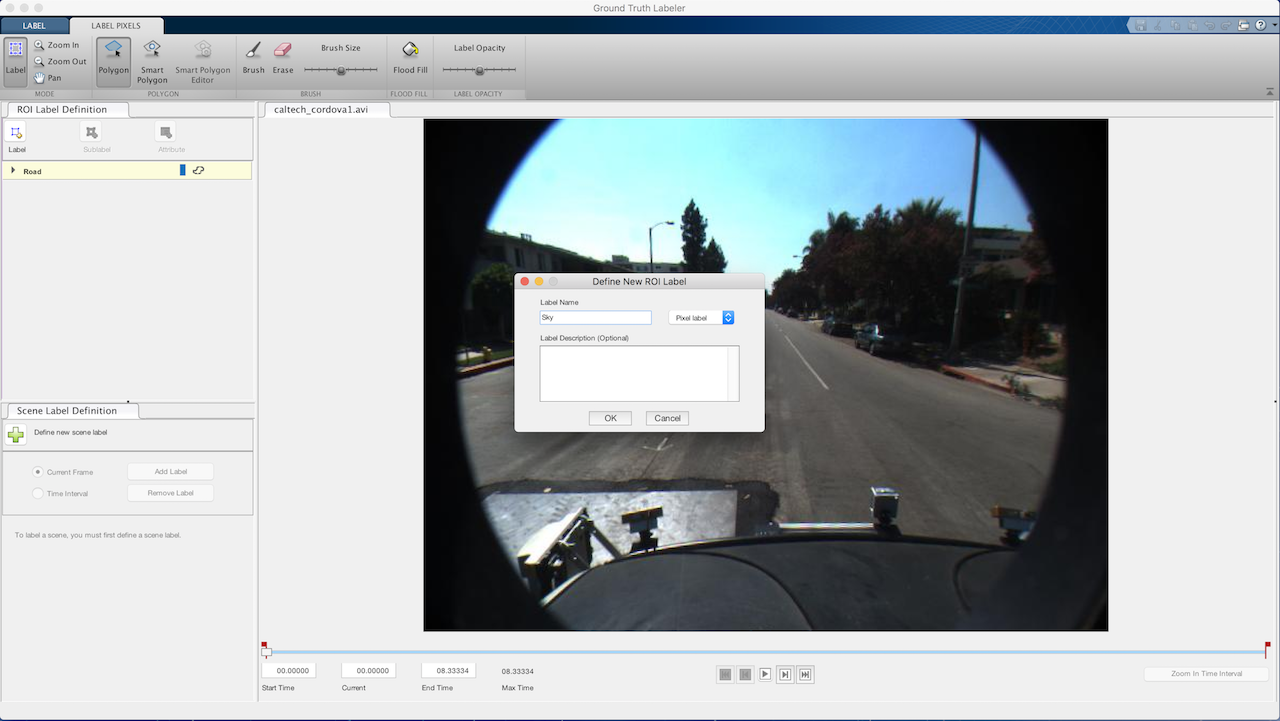 Ground Truth Labeler
LABEL
LABEL PIXELS
Label
Zoom In
Zoom Out
Pan
MODE
Polygon
Smart Polygon
Smart Polygon Editor
POLYGON
Brush
Erase
Brush Size
BRUSH
Flood Fill
FLOOD FILL
Label Opacity
LABEL OPACITY
ROI Label Definition
Label
Sublabel
Attribute
Road
caltech_cordova1.avi
Define New ROI Label
Label Name
Sky
Pixel label
Label Description (Optional)
OK
Cancel
Scene Label Definition
Define new scene label
Current Frame
Add Label
Time Interval
Remove Label
To label a scene, you must first define a scene label.
00.00000
00.00000
08.33334
08.33334
Start Time
Current
End Time
Max Time
Zoom In Time Interval